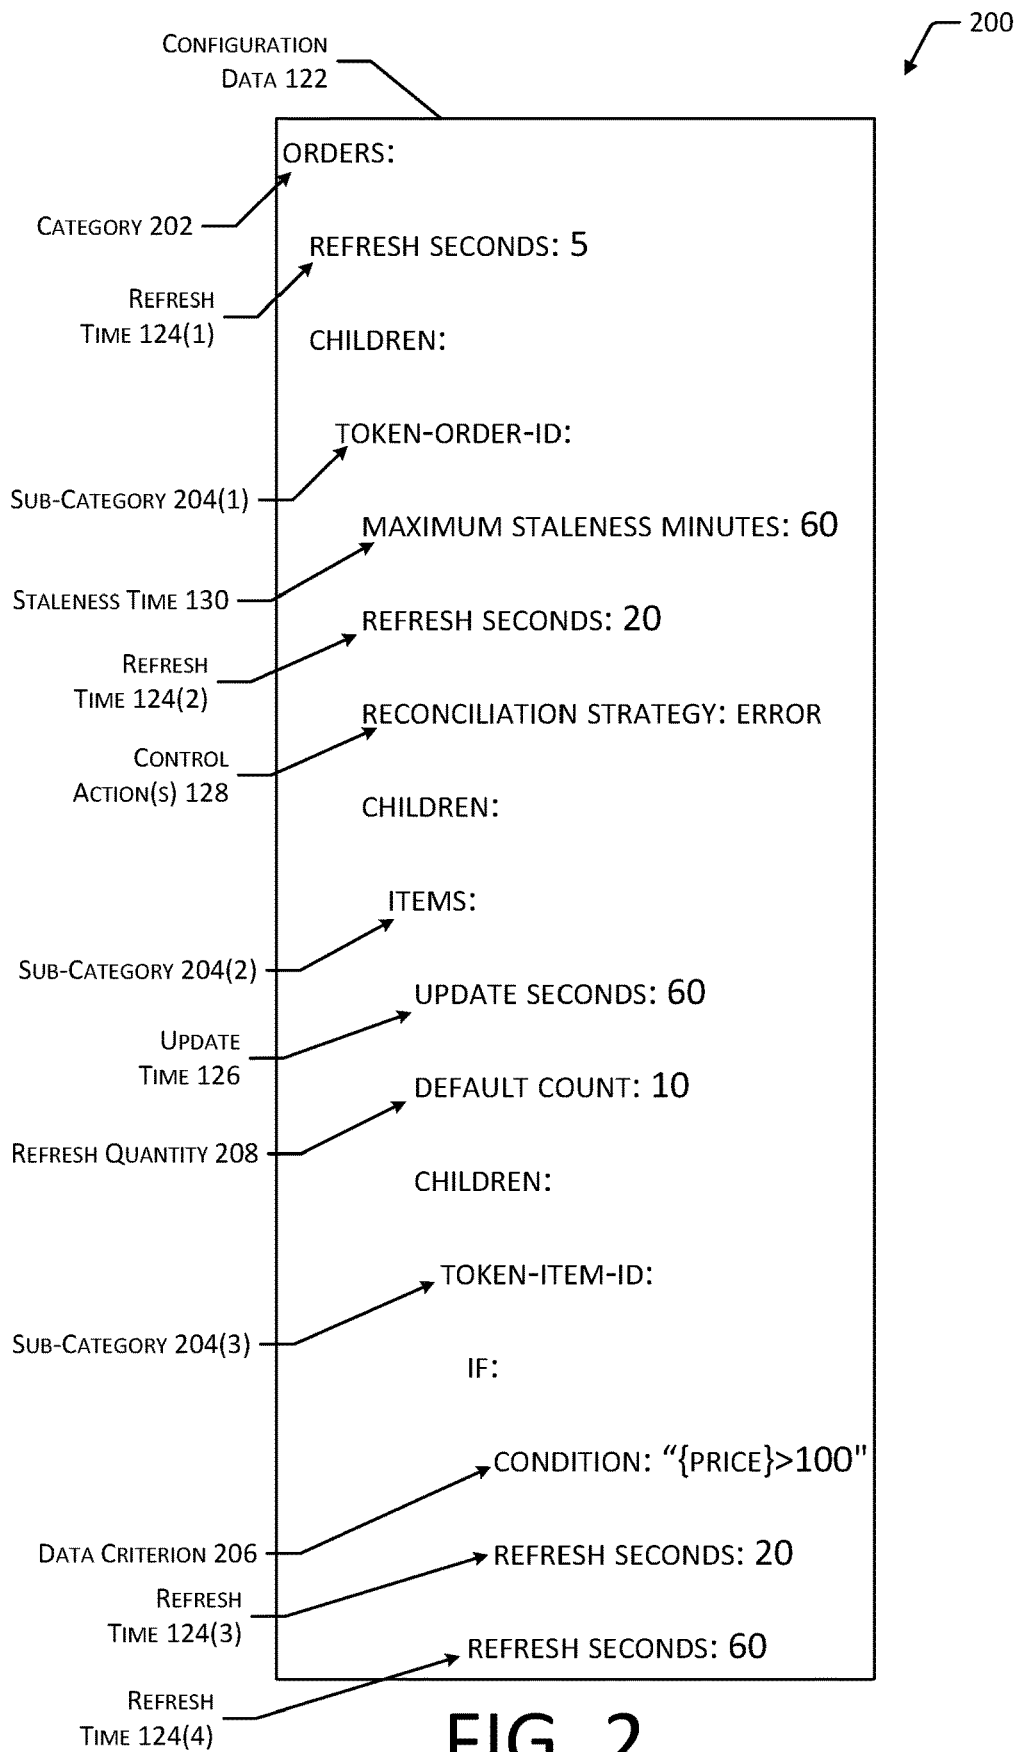 200
CONFIGURATION
DATA 122
ORDERS:
CATEGORY 202
REFRESH SECONDS: 5
REFRESH
TIME 124(1)
CHILDREN:
TOKEN-ORDER-ID:
SUB-CATEGORY 204(1)
MAXIMUM STALENESS MINUTES: 60
STALENESS TIME 130
REFRESH SECONDS: 20
REFRESH
TIME 124(2)
RECONCILIATION STRATEGY: ERROR
CONTROL
ACTION(S) 128
CHILDREN:
ITEMS:
SUB-CATEGORY 204(2)
UPDATE SECONDS: 60
UPDATE
TIME 126
DEFAULT COUNT: 10
REFRESH QUANTITY 208
CHILDREN:
TOKEN-ITEM-ID:
SUB-CATEGORY 204(3)
IF:
CONDITION: “{PRICE}>100"
DATA CRITERION 206
REFRESH SECONDS: 20
REFRESH
TIME 124(3)
REFRESH SECONDS: 60
REFRESH
TIME 124(4)
FIG. 2